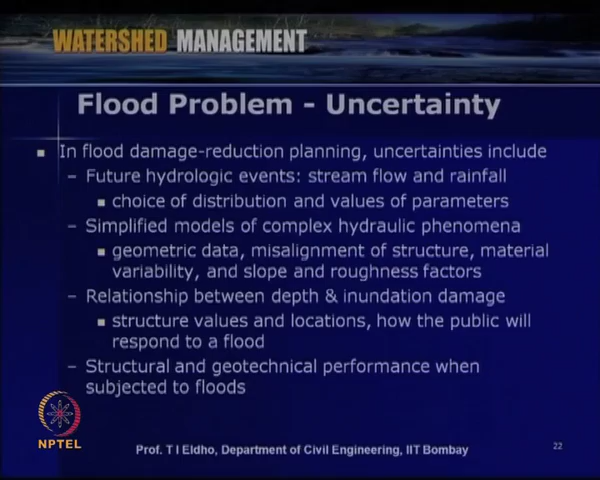 WATERSHED MANAGEMENT
Flood Problem - Uncertainty
▪ In flood damage-reduction planning, uncertainties include
– Future hydrologic events: stream flow and rainfall
▪ choice of distribution and values of parameters
– Simplified models of complex hydraulic phenomena
▪ geometric data, misalignment of structure, material
variability, and slope and roughness factors
– Relationship between depth & inundation damage
▪ structure values and locations, how the public will
respond to a flood
– Structural and geotechnical performance when
subjected to floods
NPTEL
Prof. T I Eldho, Department of Civil Engineering, IIT Bombay
22